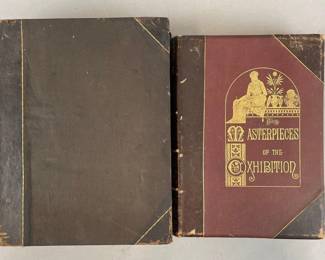 MASTERPIECES
OF THE
EXHIBITION